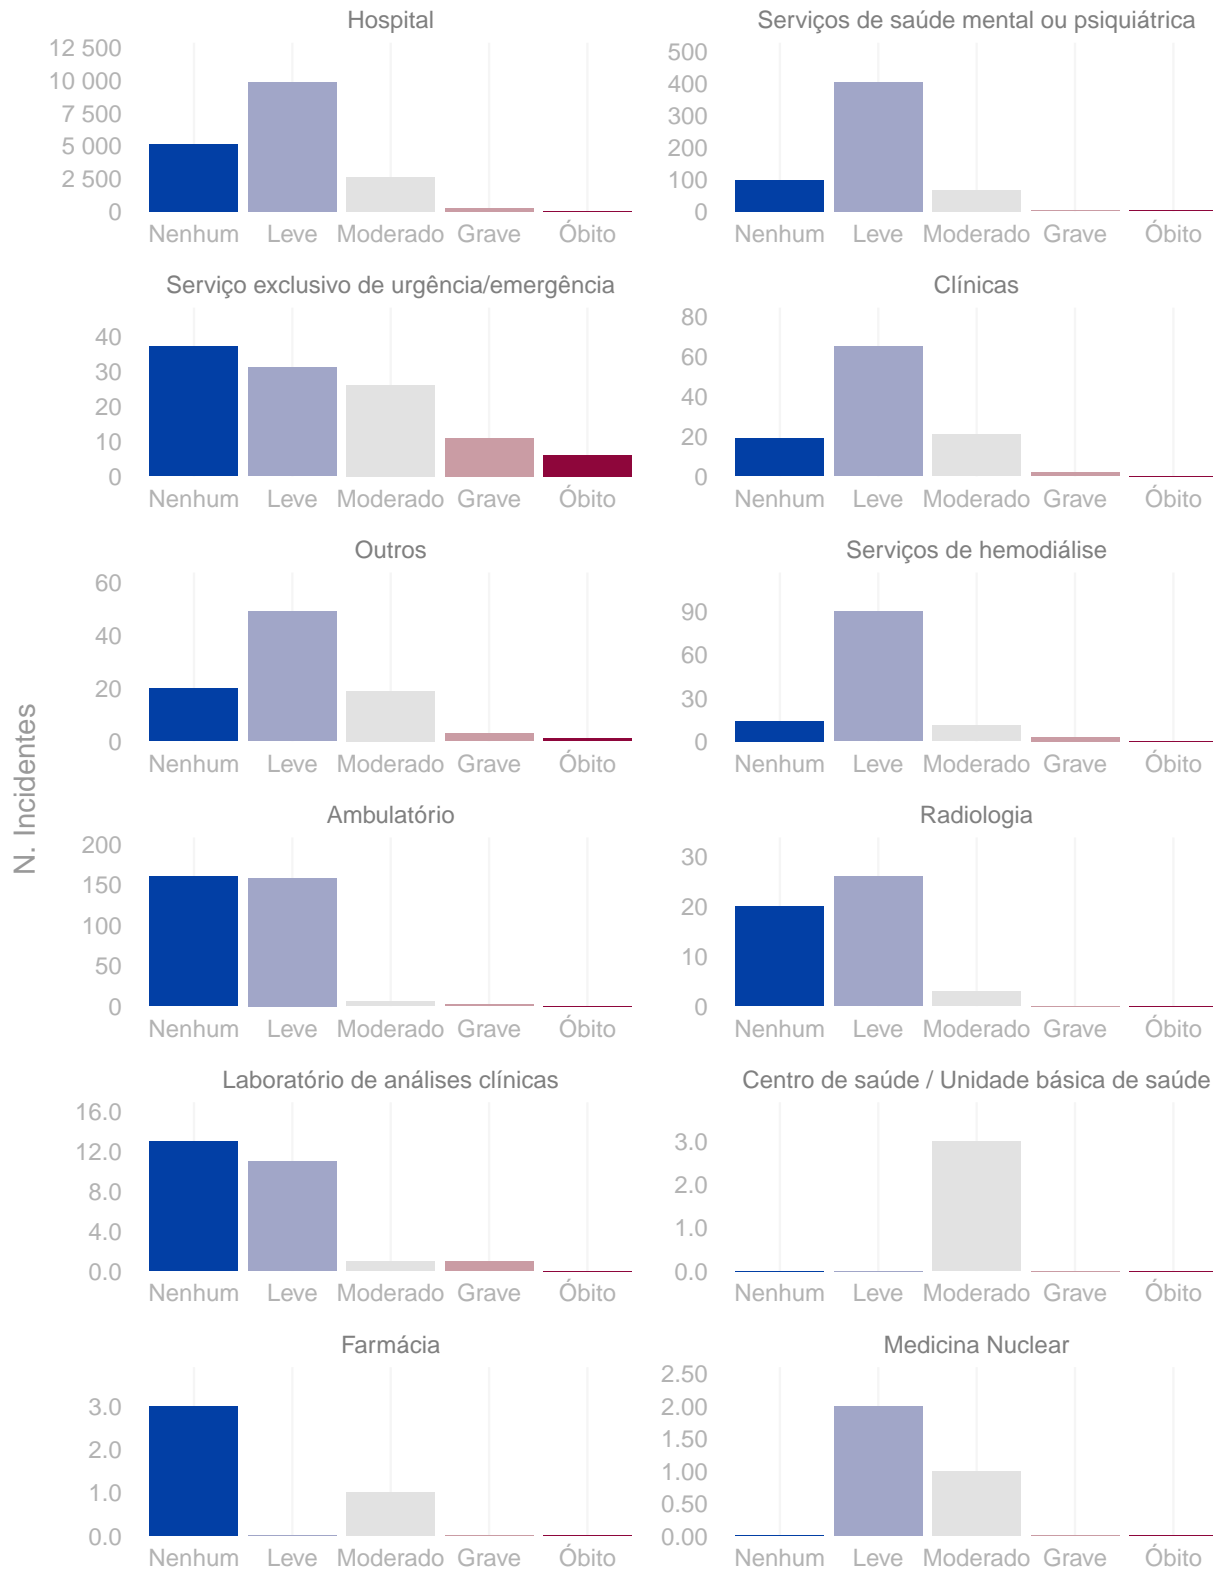 N. Incidentes
Hospital
12 500
10 000
7 500
5 000
2 500
0
Nenhum Leve Moderado Grave Óbito
Serviços de saúde mental ou psiquiátrica
500
400
300
200
100
0
Nenhum Leve Moderado Grave Óbito
Serviço exclusivo de urgência/emergência
40
30
20
10
0
Nenhum Leve Moderado Grave Óbito
Clínicas
80
60
40
20
0
Nenhum Leve Moderado Grave Óbito
Outros
60
40
20
0
Nenhum Leve Moderado Grave Óbito
Serviços de hemodiálise
90
60
30
0
Nenhum Leve Moderado Grave Óbito
Ambulatório
200
150
100
50
0
Nenhum Leve Moderado Grave Óbito
Radiologia
30
20
10
0
Nenhum Leve Moderado Grave Óbito
Laboratório de análises clínicas
16.0
12.0
8.0
4.0
0.0
Nenhum Leve Moderado Grave Óbito
Centro de saúde / Unidade básica de saúde
3.0
2.0
1.0
0.0
Nenhum Leve Moderado Grave Óbito
Farmácia
3.0
2.0
1.0
0.0
Nenhum Leve Moderado Grave Óbito
Medicina Nuclear
2.50
2.00
1.50
1.00
0.50
0.00
Nenhum Leve Moderado Grave Óbito